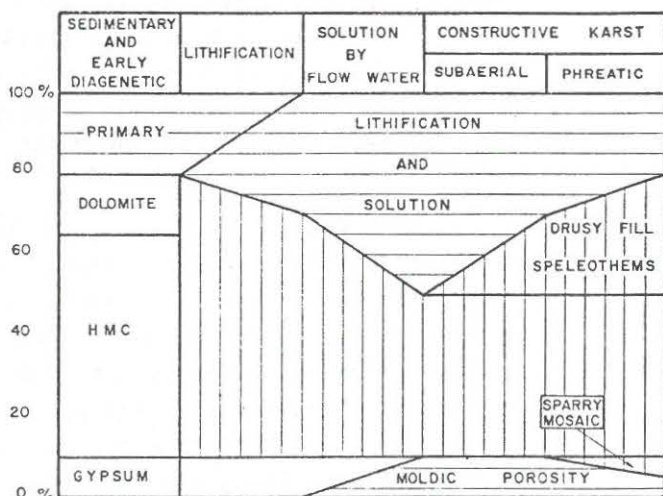 SEDIMENTARY
AND
EARLY
DIAGENETIC
LITHIFICATION
SOLUTION
BY
FLOW WATER
CONSTRUCTIVE KARST
SUBAERIAL
PHREATIC
100 %
PRIMARY
LITHIFICATION
AND
SOLUTION
80
DOLOMITE
DRUSY FILL
60
SPELEOTHEMS
HMC
40
20
SPARRY
MOSAIC
GYPSUM
MOLDIC POROSITY
0 %